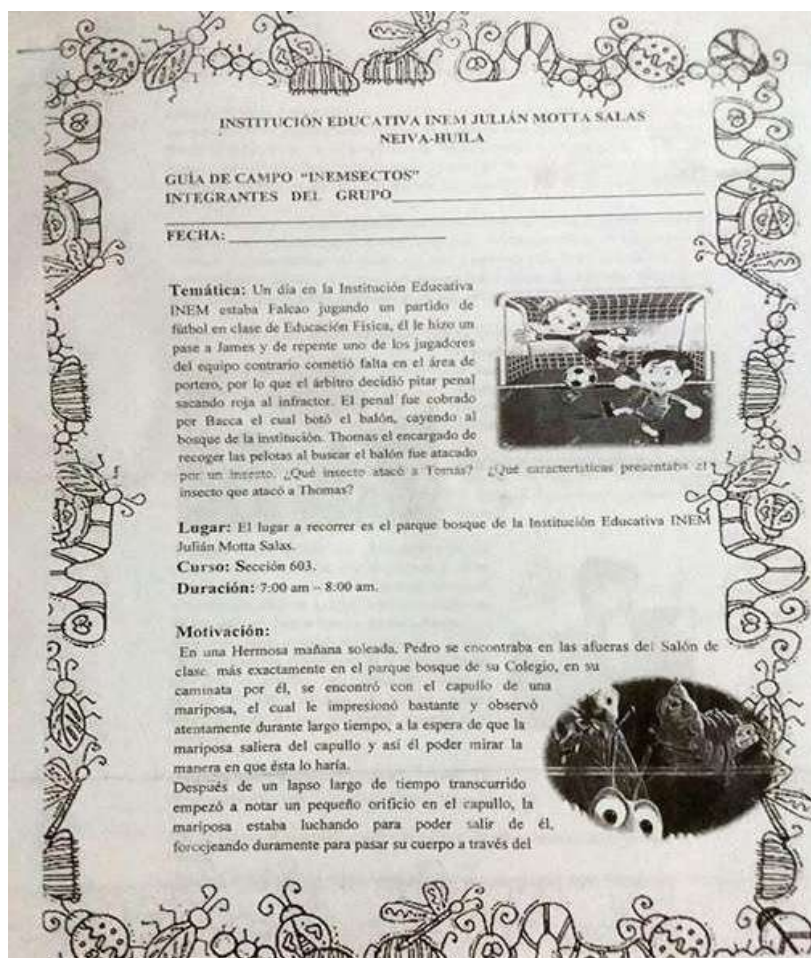 INSTITUCIÓN EDUCATIVA INEM JULIÁN MOTTA SALAS
NEIVA-HUILA
GUÍA DE CAMPO “INEMSECTOS”
INTEGRANTES DEL GRUPO
FECHA:
Temática: Un día en la Institución Educativa
INEM estaba Falcao jugando un partido de
fútbol en clase de Educación Física, él le hizo un
pase a James y de repente uno de los jugadores
del equipo contrario cometió falta en el área de
portero, por lo que el árbitro decidió pitar penal
sacando roja al infractor. El penal fue cobrado
por Bacca el cual botó el balón, cayendo al
bosque de la institución. Thomas el encargado de
recoger las pelotas al buscar el balón fue atacado
por un insecto. ¿Qué insecto atacó a Tomas? ¿Qué características presentaba el
insecto que atacó a Thomas?
Lugar: El lugar a recorrer es el parque bosque de la Institución Educativa INEM
Julián Motta Salas.
Curso: Sección 603.
Duración: 7:00 am – 8:00 am.
Motivación:
En una Hermosa mañana soleada, Pedro se encontraba en las afueras del Salón de
clase, más exactamente en el parque bosque de su Colegio, en su
caminata por él, se encontró con el capullo de una
mariposa, el cual le impresionó bastante y observó
atentamente durante largo tiempo, a la espera de que la
mariposa saliera del capullo y así él poder mirar la
manera en que ésta lo haría.
Después de un lapso largo de tiempo transcurrido
empezó a notar un pequeño orificio en el capullo, la
mariposa estaba luchando para poder salir de él,
forcejeando duramente para pasar su cuerpo a través del